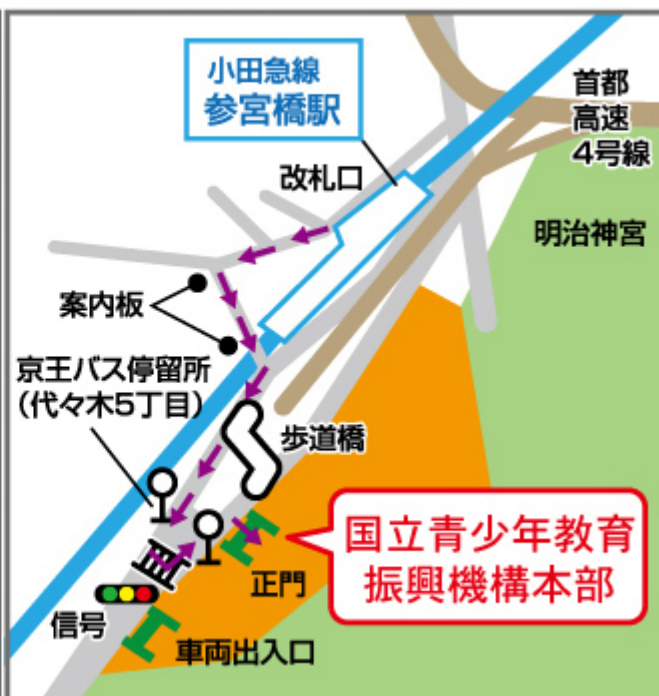 小田急線
参宮橋駅
首都
高速
4号線
改札口
明治神宮
案内板
京王バス停留所
（代々木5丁目）
歩道橋
国立青少年教育
振興機構本部
正門
信号
車両出入口